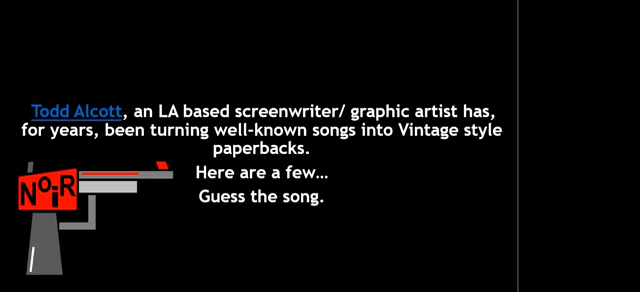 Todd Alcott, an LA based screenwriter/ graphic artist has,
for years, been turning well-known songs into Vintage style
paperbacks.
Here are a few...
Guess the song.
NOiR